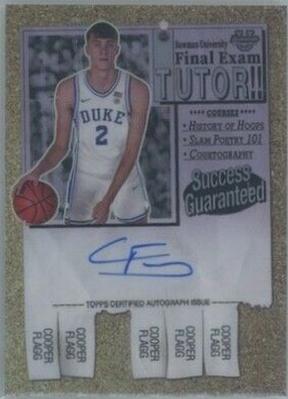 Bowman University
Final Exam
TUTOR!!
**** COURSES ****
• HISTORY OF HOOPS
• SLAM POETRY 101
• COURTOGRAPHY
Success
Guaranteed
DUKE
2
TOPPS CERTIFIED AUTOGRAPH ISSUE
COOPER
FLAGG
COOPER
FLAGG
COOPER
FLAGG
COOPER
FLAGG
COOPER
FLAGG